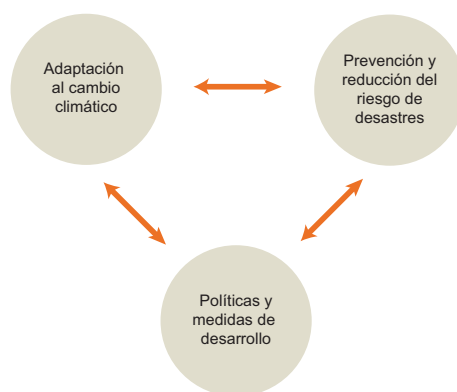 Adaptación
al cambio
climático
Prevención y
reducción del
riesgo de
desastres
Políticas y
medidas de
desarrollo